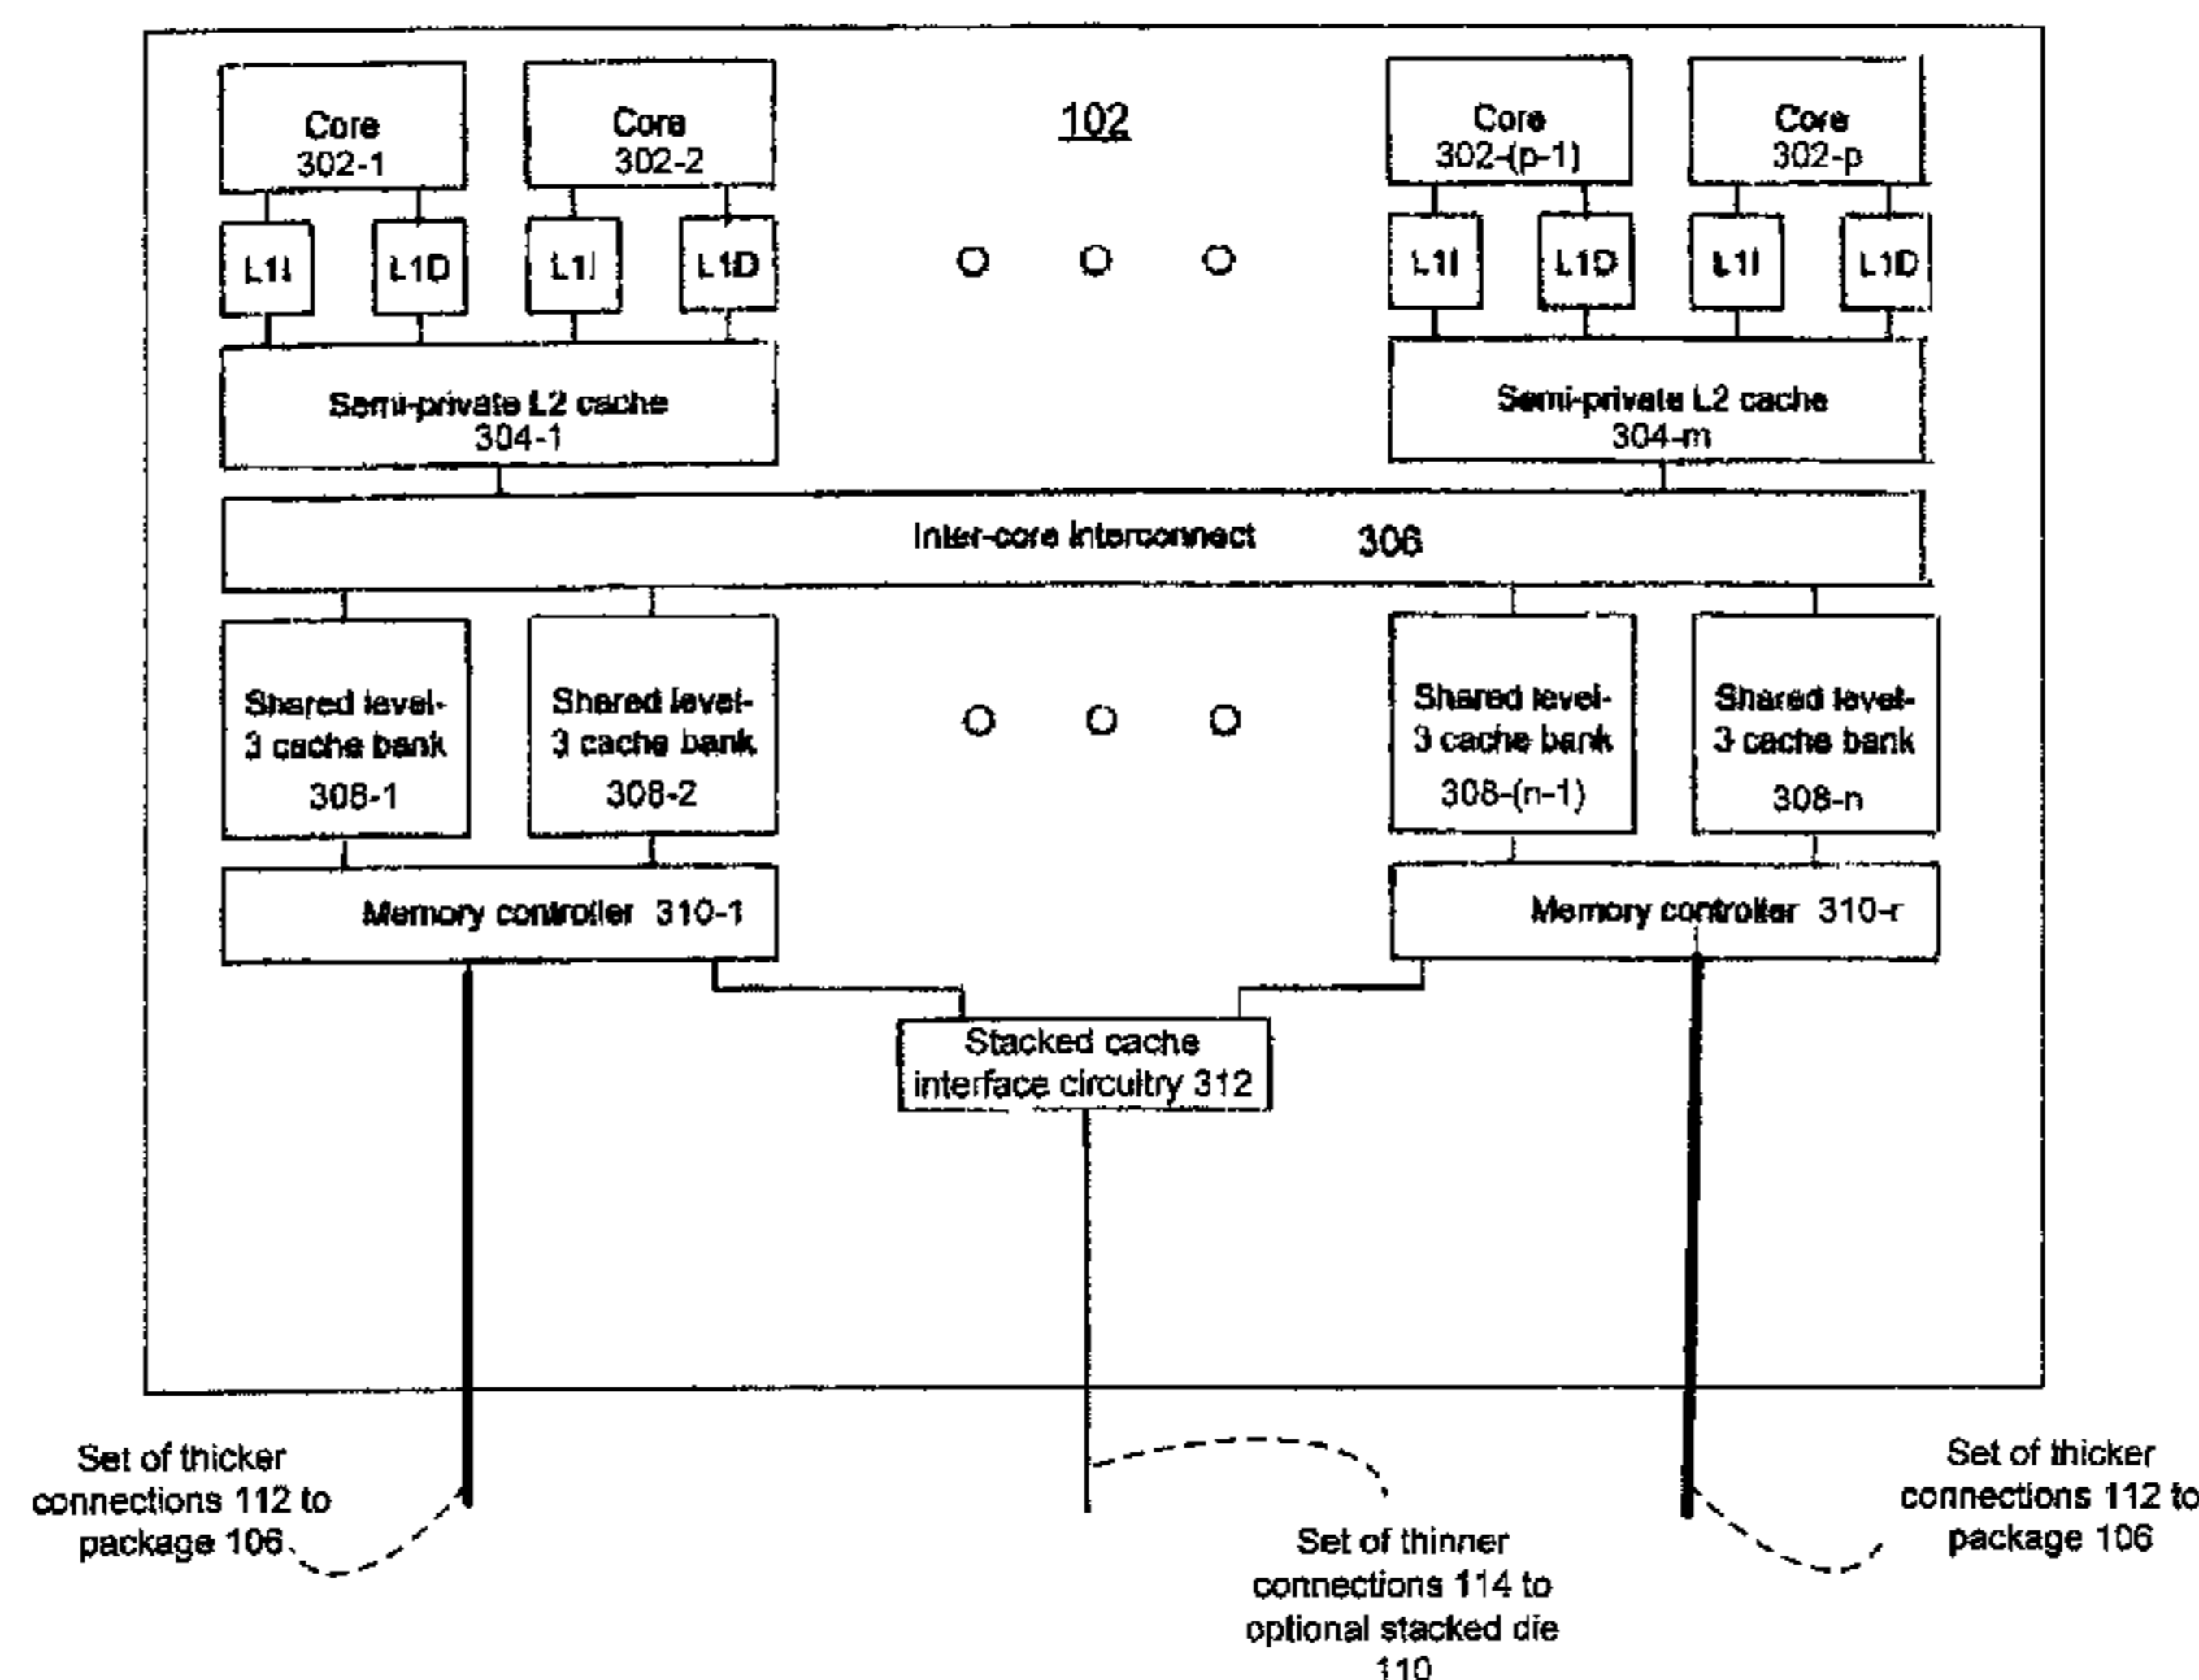 Core
302-1
Core
302-2
102
Core
302-(p-1)
Core
302-p
L1I
L1D
L1I
L1D
L1I
L1D
L1I
L1D
Semi-private L2 cache
304-1
Semi-private L2 cache
304-m
Inter-core Interconnect 306
Shared level-
3 cache bank
308-1
Shared level-
3 cache bank
308-2
Shared level-
3 cache bank
308-(n-1)
Shared level-
3 cache bank
308-n
Memory controller 310-1
Memory controller 310-r
Stacked cache
interface circuitry 312
Set of thicker
connections 112 to
package 106
Set of thinner
connections 114 to
optional stacked die
110
Set of thicker
connections 112 to
package 106